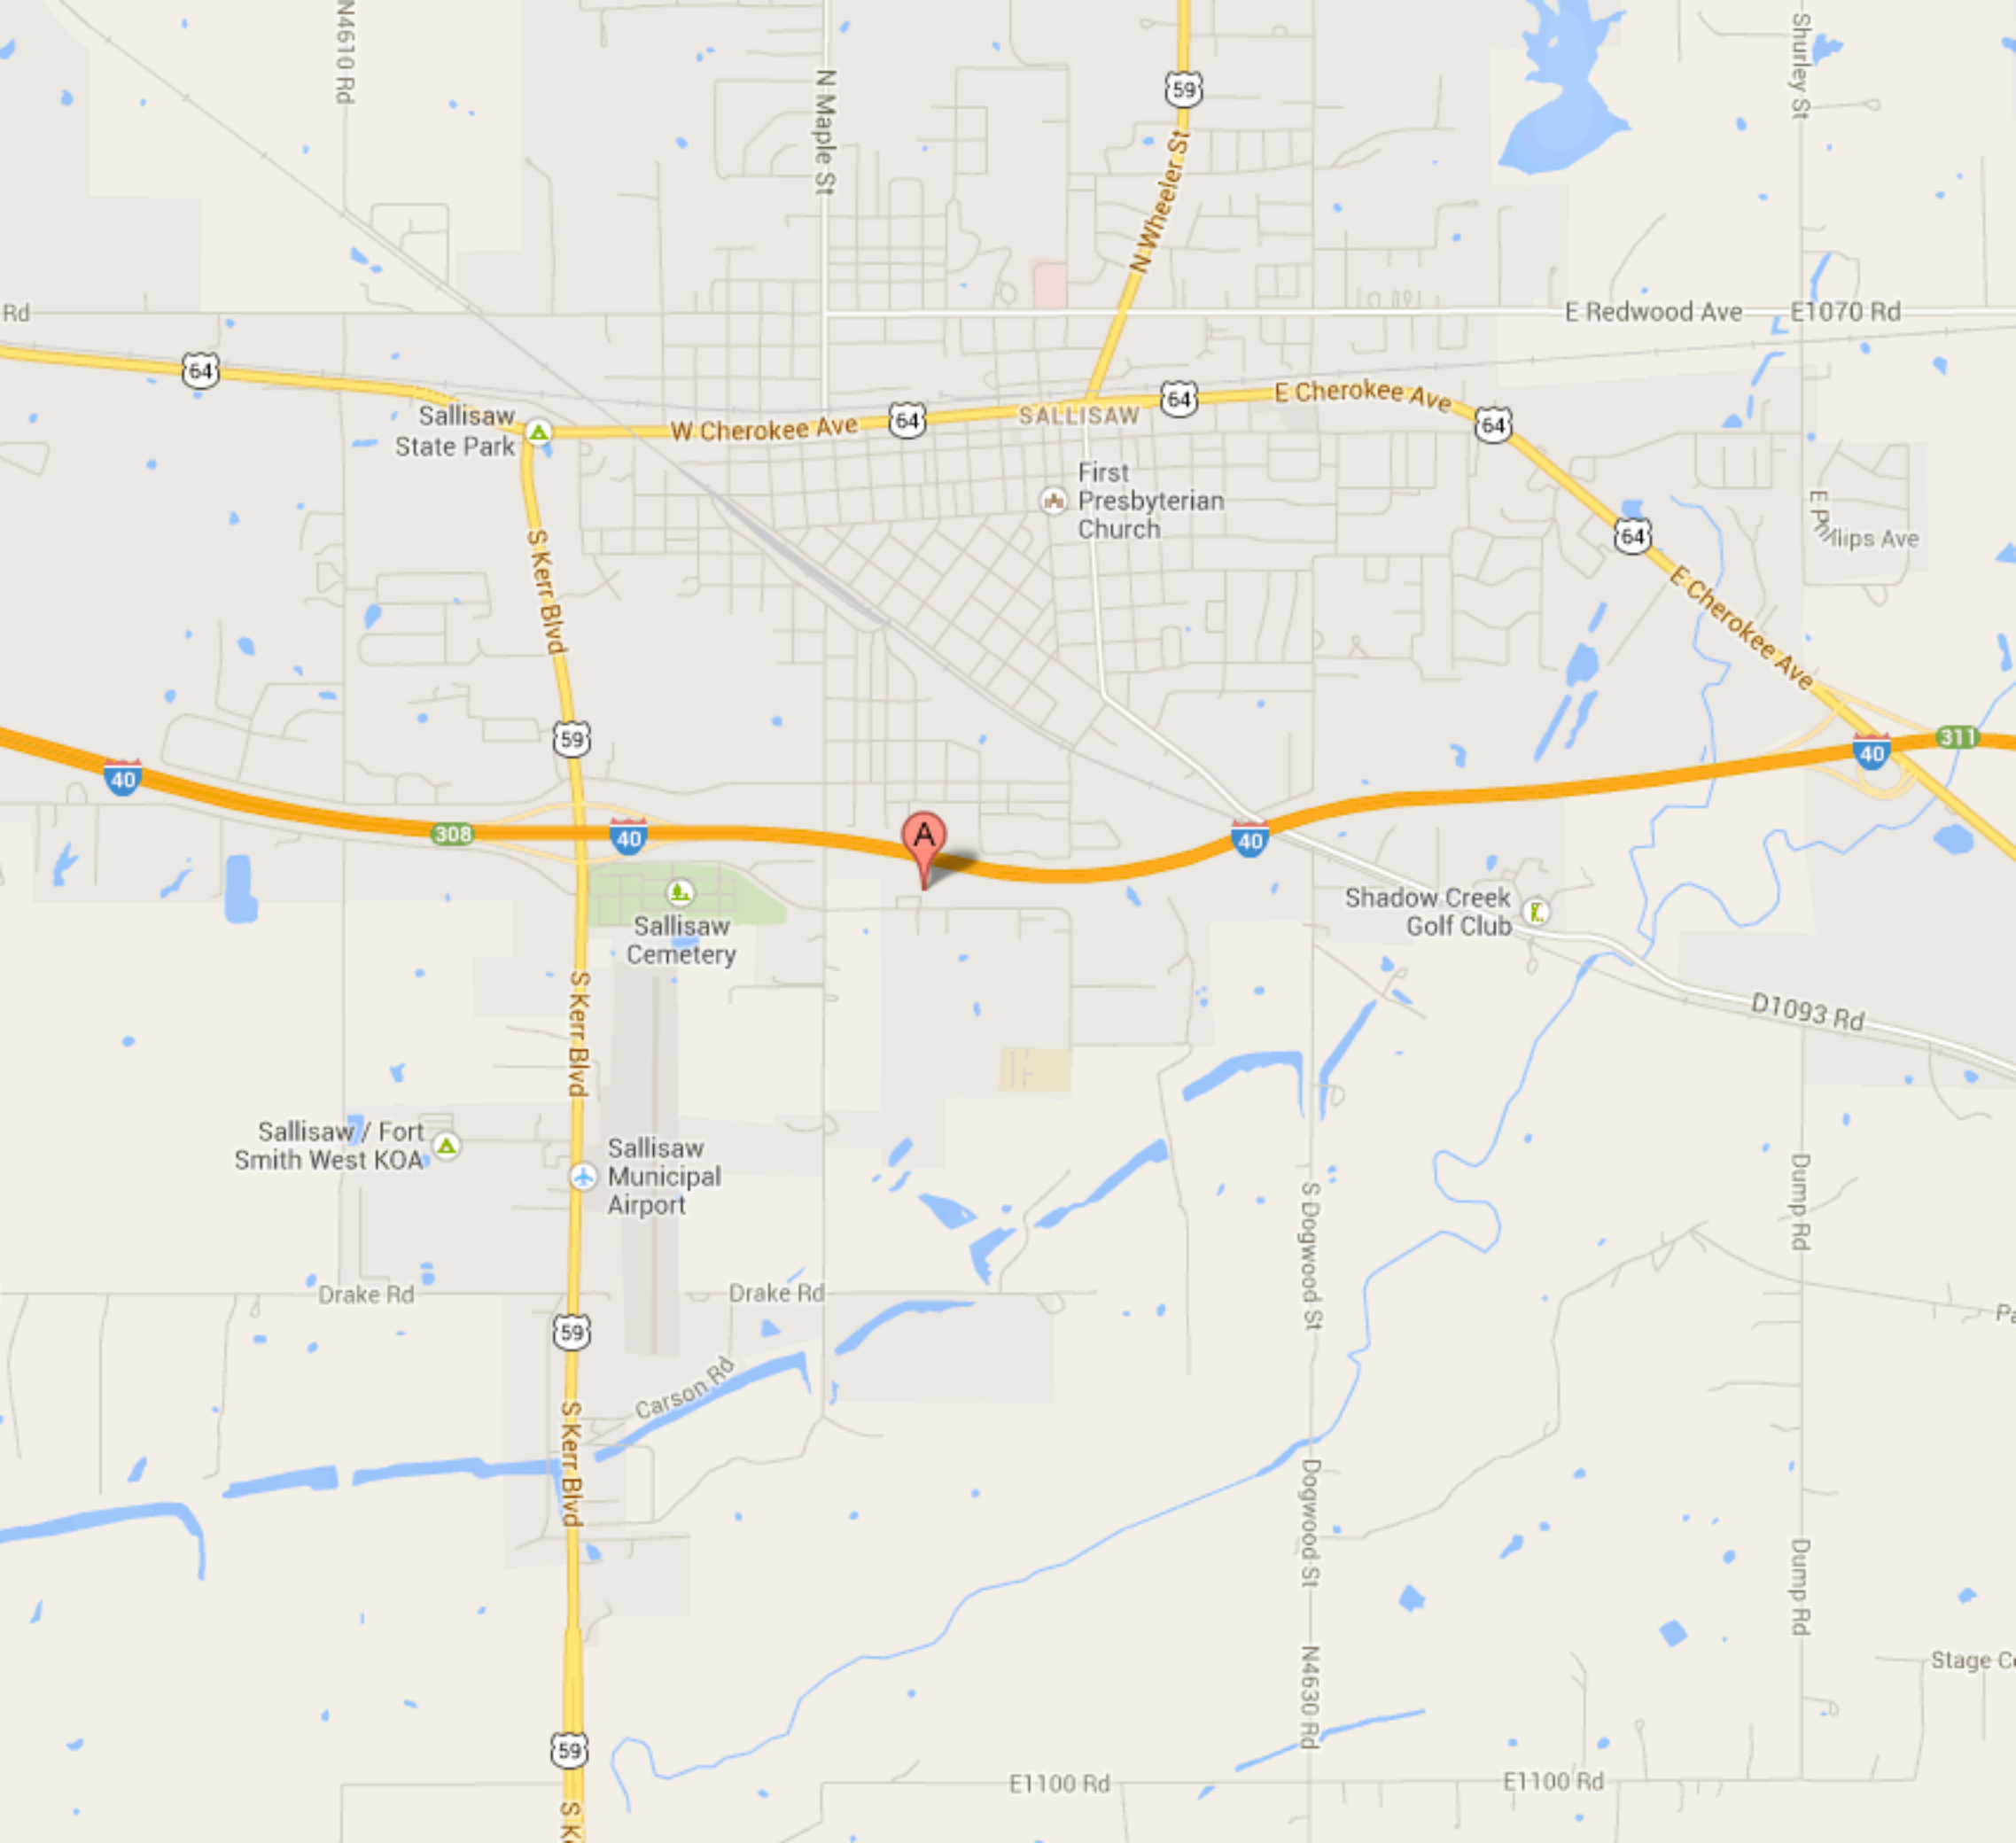 N4610 Rd
N Maple St
59
Shurley St
N Wheeler St
Rd
E Redwood Ave
E1070 Rd
64
Sallisaw
State Park
W Cherokee Ave
64
SALLISAW
64
E Cherokee Ave
64
First
Presbyterian
Church
S Kerr Blvd
64
E Cherokee Ave
59
40
308
40
A
40
40
311
Sallisaw
Cemetery
Shadow Creek
Golf Club
S Kerr Blvd
D1093 Rd
Sallisaw / Fort
Smith West KOA
Sallisaw
Municipal
Airport
S Dogwood St
Dump Rd
Drake Rd
Drake Rd
59
Carson Rd
S Kerr Blvd
Dogwood St
Dump Rd
N4630 Rd
59
E1100 Rd
E1100 Rd